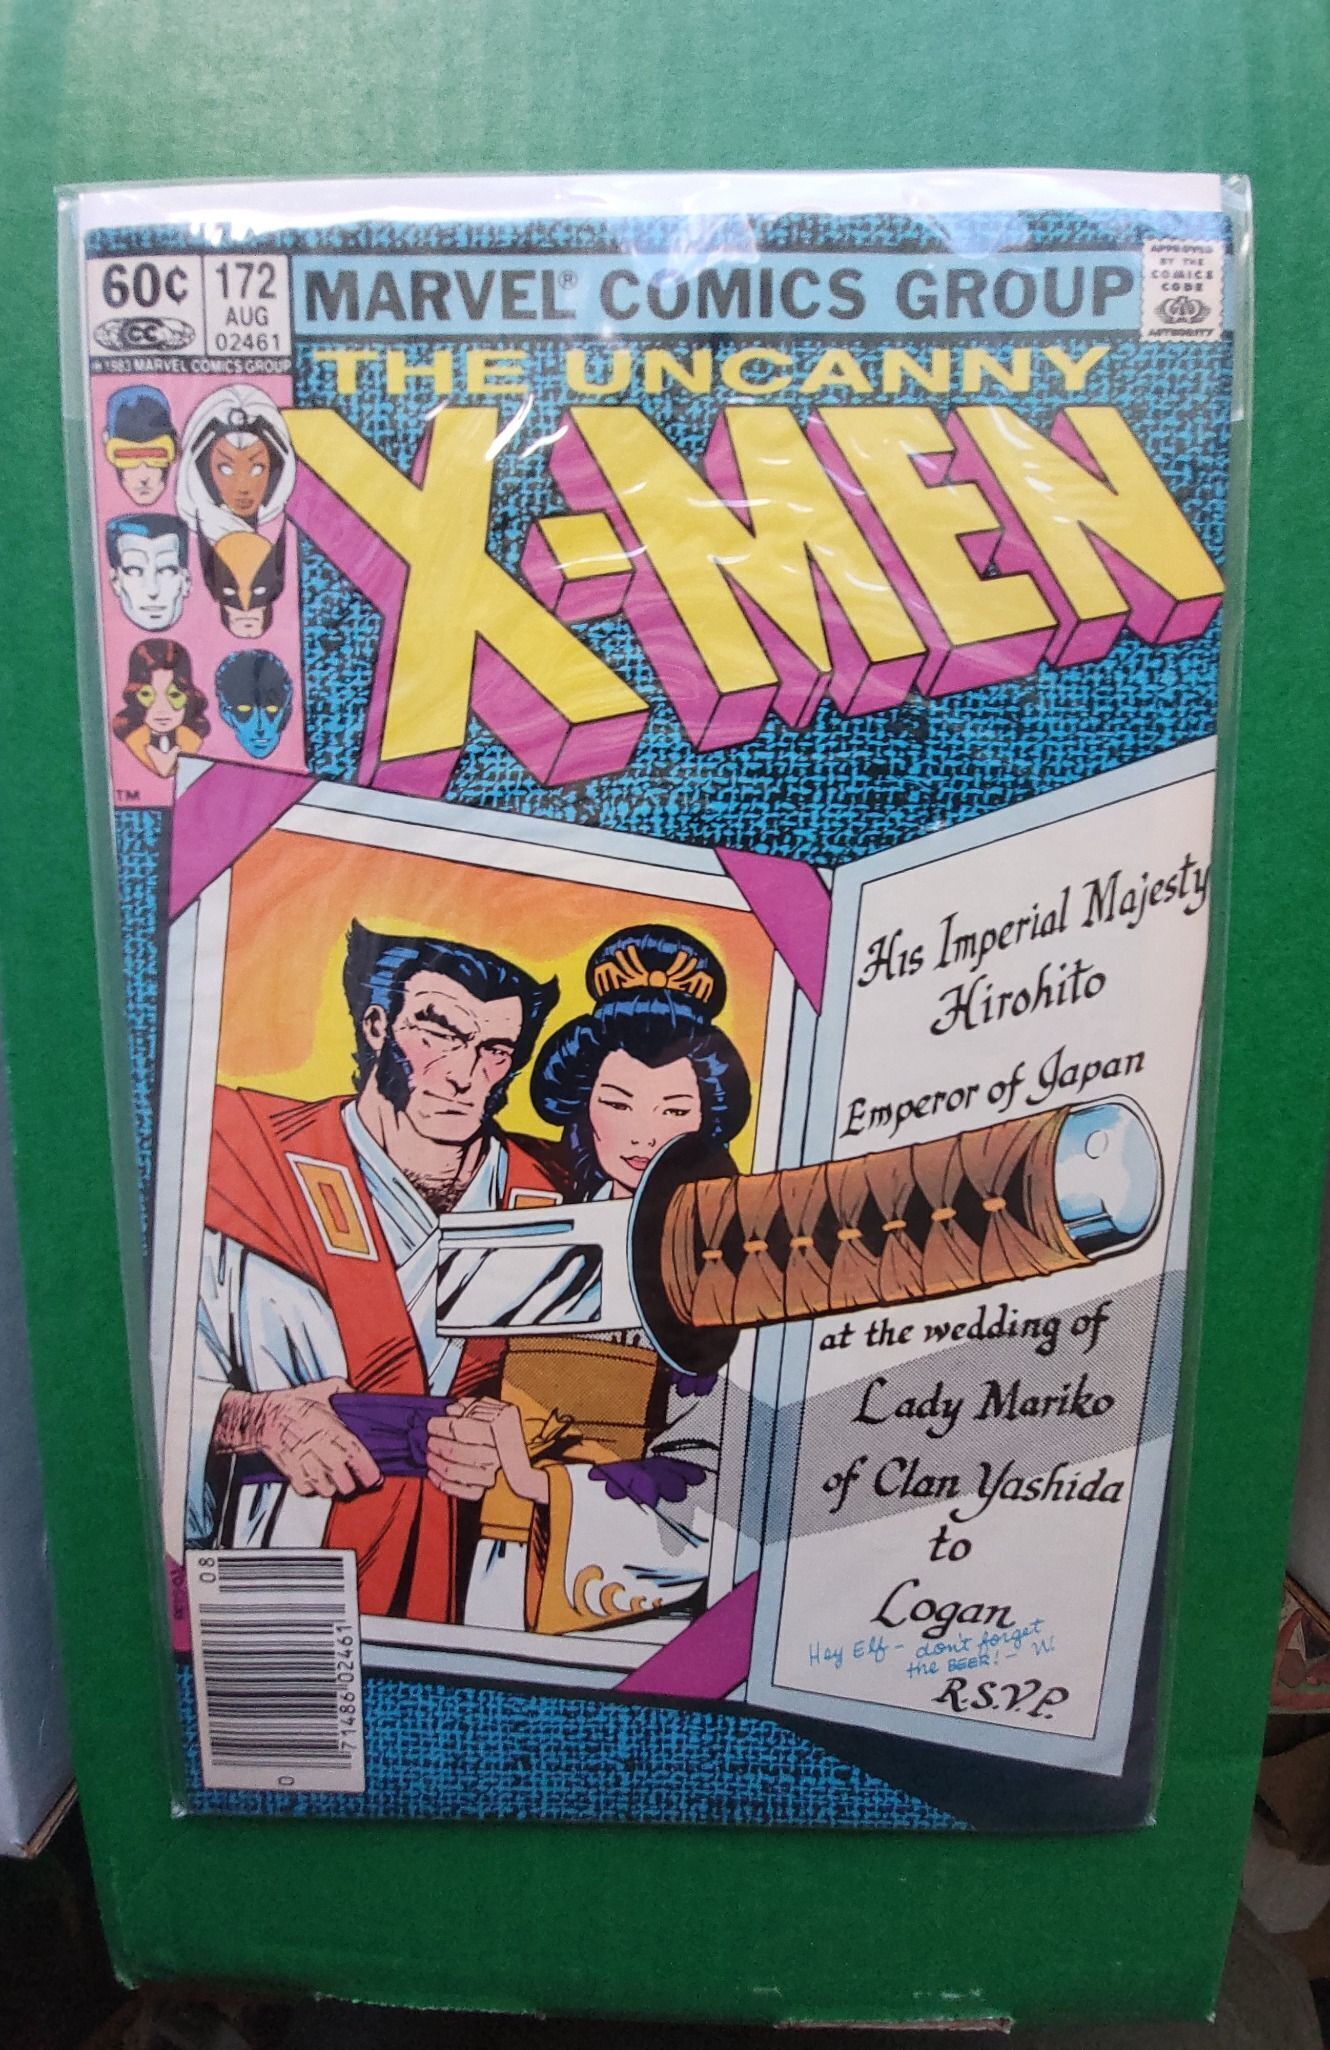 60¢
172
AUG
02461
CC
© 1983 MARVEL COMICS GROUP
MARVEL® COMICS GROUP
APPROVED
BY THE
COMICS
CODE
AUTHORITY
THE UNCANNY
X-MEN
TM
His Imperial Majesty
Hirohito
Emperor of Japan
at the wedding of
Lady Mariko
of Clan Yashida
to
Logan
Hey Elf – don't forget
the BEER! – W.
R.S.V.P.
08
71486 02461
0